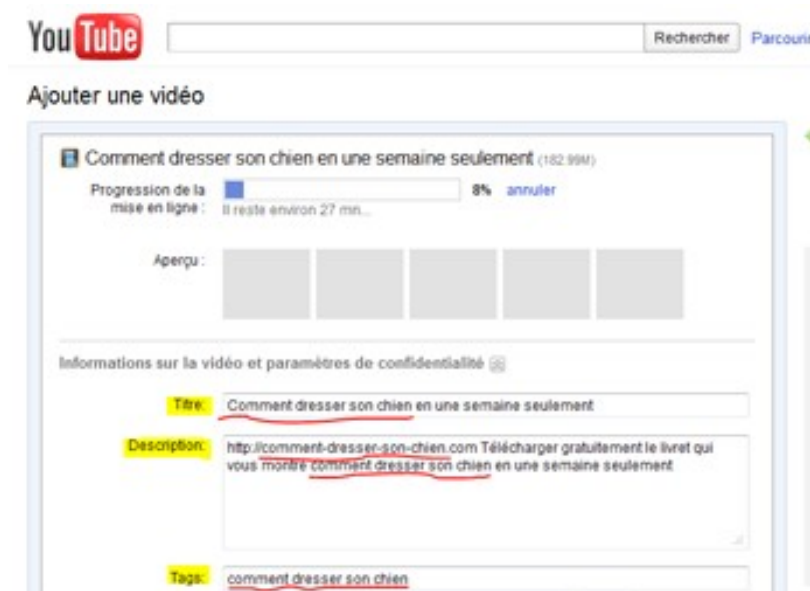 YouTube
Rechercher Parcourir
Ajouter une vidéo
Comment dresser son chien en une semaine seulement (182.99M)
Progression de la mise en ligne : 8% annuler
Il reste environ 27 mn...
Aperçu :
Informations sur la vidéo et paramètres de confidentialité
Titre: Comment dresser son chien en une semaine seulement
Description: http://comment-dresser-son-chien.com Télécharger gratuitement le livret qui
vous montre comment dresser son chien en une semaine seulement
Tags: comment dresser son chien